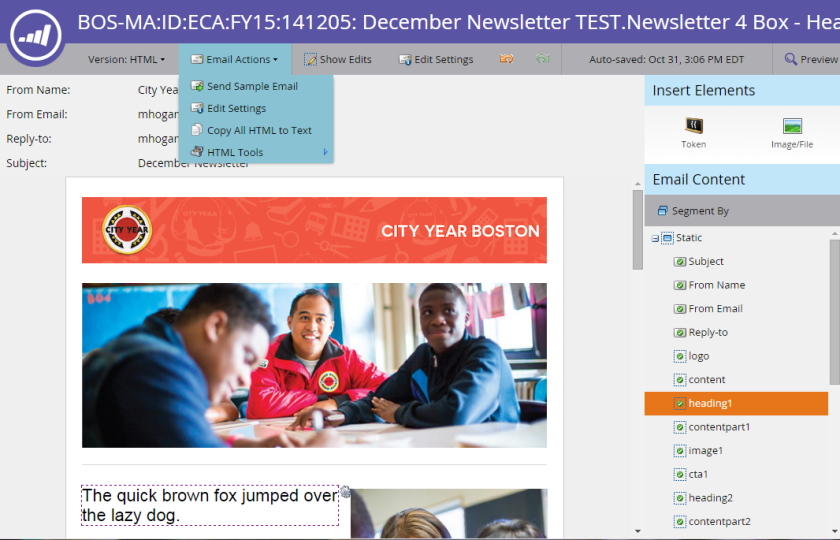 BOS-MA:ID:ECA:FY15:141205: December Newsletter TEST.Newsletter 4 Box - Hea
Version: HTML
Email Actions
Show Edits
Edit Settings
Auto-saved: Oct 31, 3:06 PM EDT
Preview
Send Sample Email
Edit Settings
Copy All HTML to Text
HTML Tools
From Name: City Yea
From Email: mhogar
Reply-to: mhogar
Subject: December Newsletter
CITY YEAR
CITY YEAR BOSTON
The quick brown fox jumped over
the lazy dog.
Insert Elements
Token
Image/File
Email Content
Segment By
Static
Subject
From Name
From Email
Reply-to
logo
content
heading1
contentpart1
image1
cta1
heading2
contentpart2